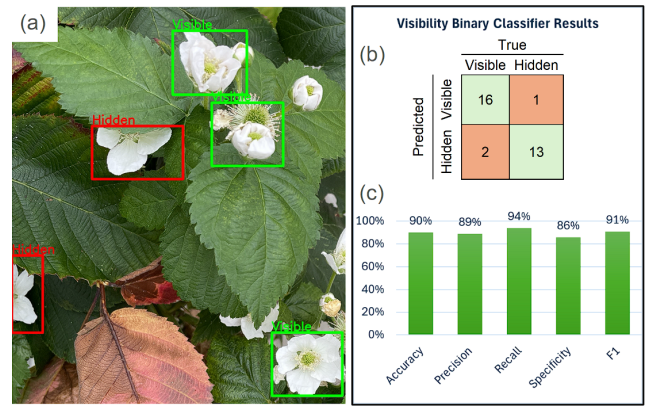 (a)
Visible
Visible
Hidden
Hidden
Visible
Visibility Binary Classifier Results
(b)
True
Visible Hidden
Predicted
Visible
16 1
Hidden
2 13
(c)
100%
80%
60%
40%
20%
0%
90% 89% 94% 86% 91%
Accuracy Precision Recall Specificity F1